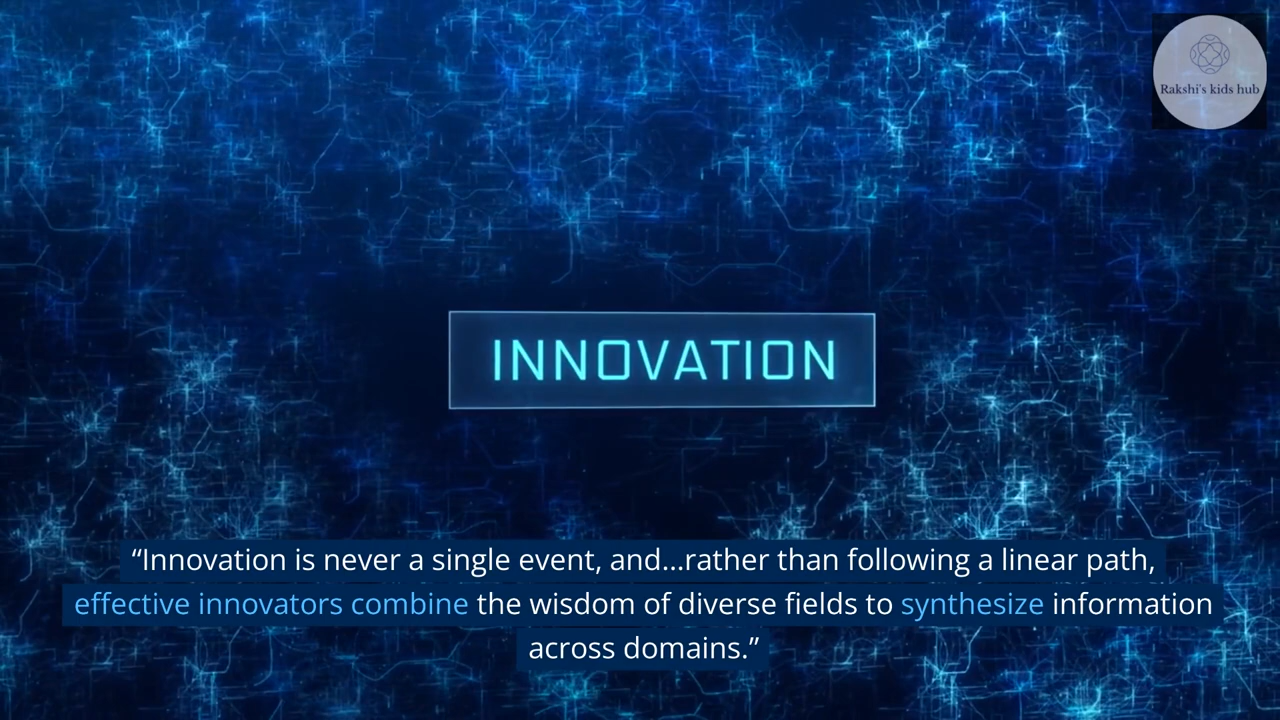 Rakshi's kids hub
INNOVATION
“Innovation is never a single event, and...rather than following a linear path,
effective innovators combine the wisdom of diverse fields to synthesize information
across domains.”